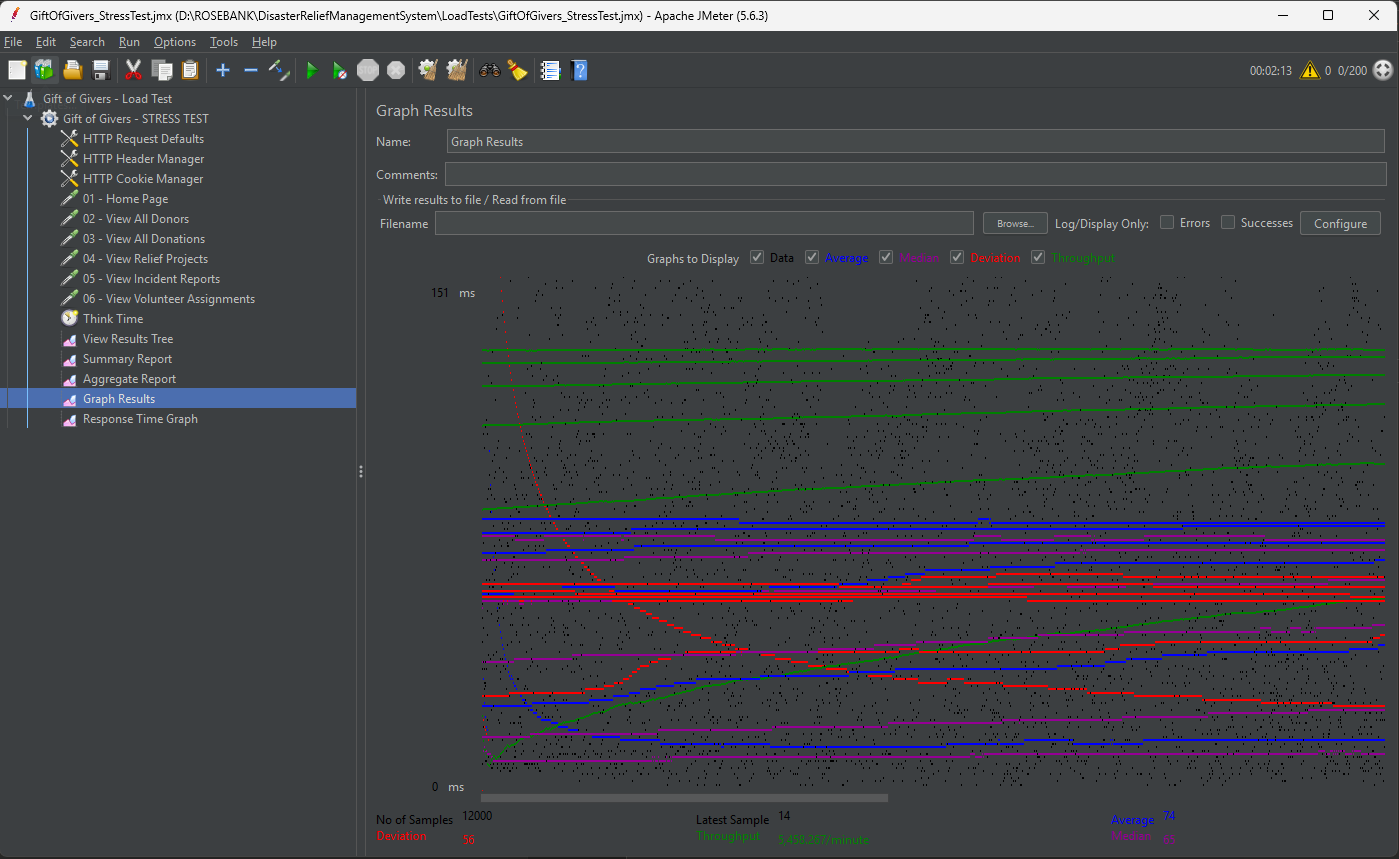 GiftOfGivers_StressTest.jmx (D:\ROSEBANK\DisasterReliefManagementSystem\LoadTests\GiftOfGivers_StressTest.jmx) - Apache JMeter (5.6.3)
File Edit Search Run Options Tools Help
00:02:13 0 0/200
Gift of Givers - Load Test
Gift of Givers - STRESS TEST
HTTP Request Defaults
HTTP Header Manager
HTTP Cookie Manager
01 - Home Page
02 - View All Donors
03 - View All Donations
04 - View Relief Projects
05 - View Incident Reports
06 - View Volunteer Assignments
Think Time
View Results Tree
Summary Report
Aggregate Report
Graph Results
Response Time Graph
Graph Results
Name: Graph Results
Comments:
Write results to file / Read from file
Filename Browse... Log/Display Only: Errors Successes Configure
Graphs to Display Data Average Median Deviation Throughput
151 ms
0 ms
No of Samples 12000 Latest Sample 14 Average 74
Deviation 56 Throughput 5,458.267/minute Median